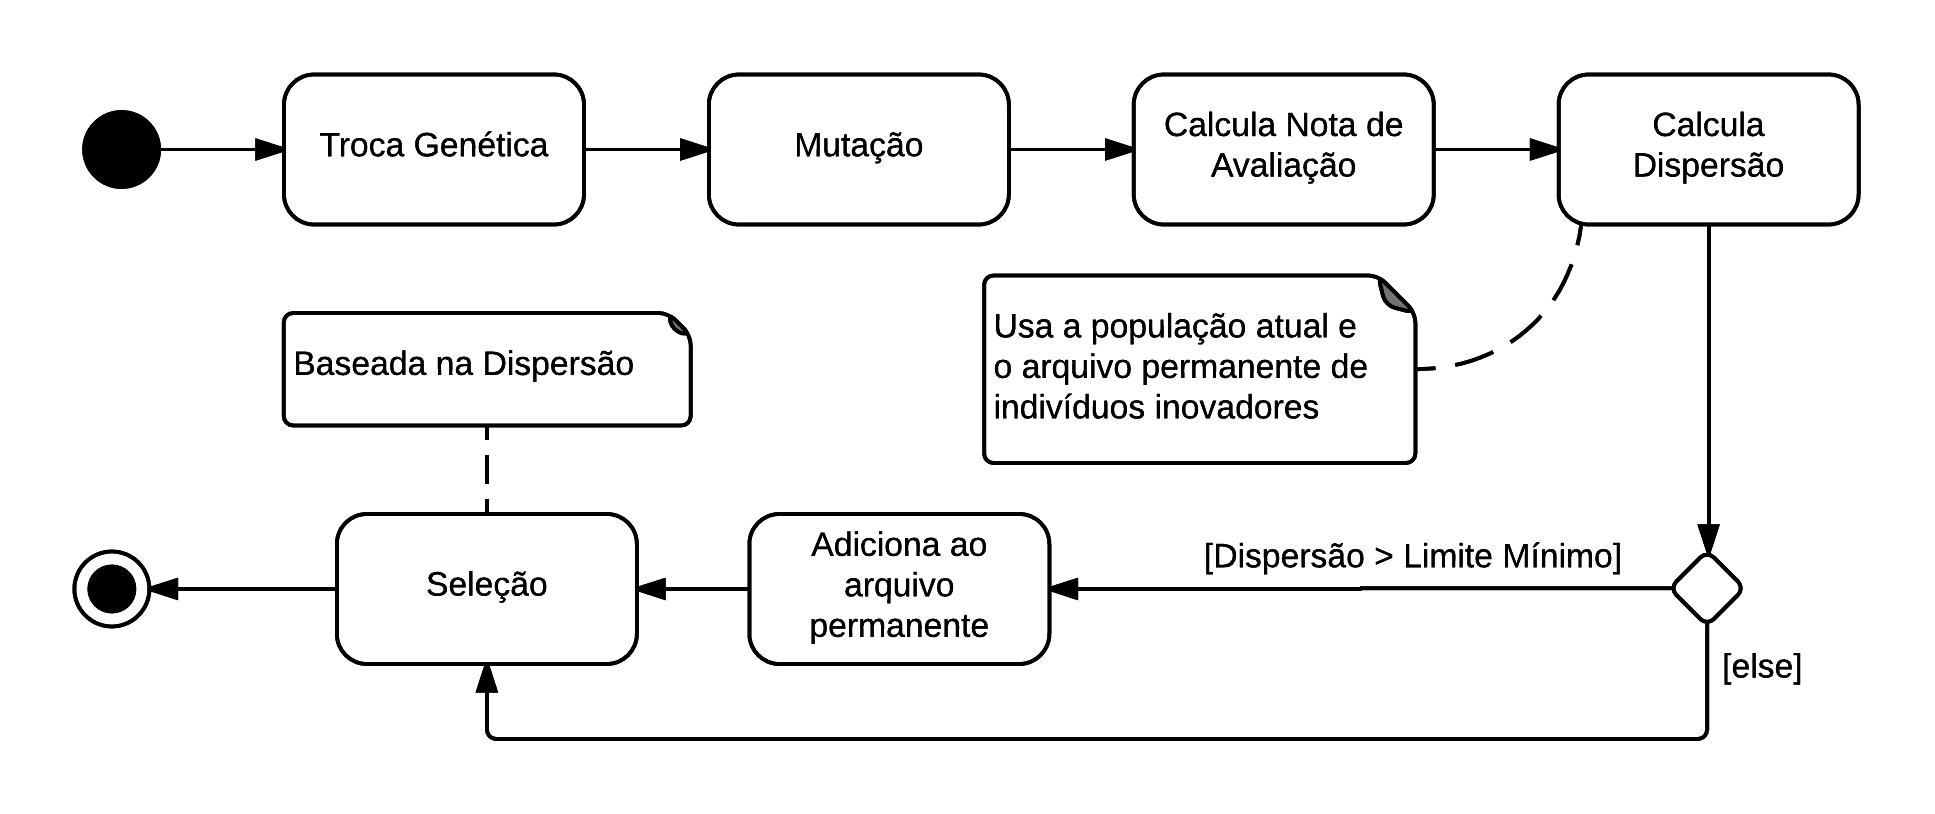 Troca Genética
Mutação
Calcula Nota de
Avaliação
Calcula
Dispersão
Baseada na Dispersão
Usa a população atual e
o arquivo permanente de
indivíduos inovadores
Seleção
Adiciona ao
arquivo
permanente
[Dispersão > Limite Mínimo]
[else]